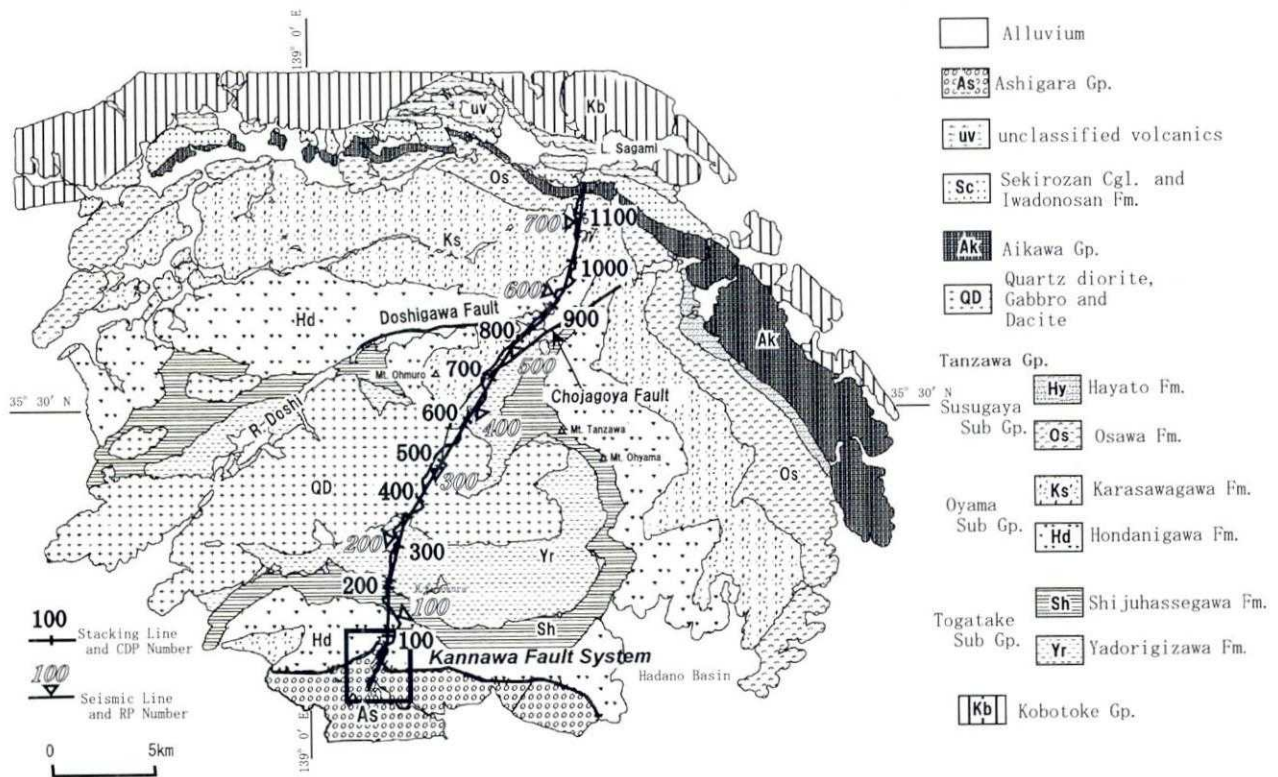 139° 0' E
Kb
uv
L. Sagami
Os
700
1100
Ks
1000
600
Hd
Doshigawa Fault
900
800
Mt. Ohmuro
700
500
Ak
35° 30' N
Chojagoya Fault
600
400
R. Doshi
Mt. Tanzawa
500
Mt. Ohyama
300
QD
400
Os
200
300
Yr
200
100
Sh
Hd
100
Kannawa Fault System
Hadano Basin
As
139° 0' E
100
Stacking Line
and CDP Number
100
Seismic Line
and RP Number
0 5km
Alluvium
As Ashigara Gp.
uv unclassified volcanics
Sc Sekirozan Cgl. and
Iwadonosan Fm.
Ak Aikawa Gp.
QD Quartz diorite,
Gabbro and
Dacite
Tanzawa Gp.
Susugaya
Sub Gp.
Hy Hayato Fm.
Os Osawa Fm.
Oyama
Sub Gp.
Ks Karasawagawa Fm.
Hd Hondanigawa Fm.
Togatake
Sub Gp.
Sh Shijuhassegawa Fm.
Yr Yadorigizawa Fm.
Kb Kobotoke Gp.